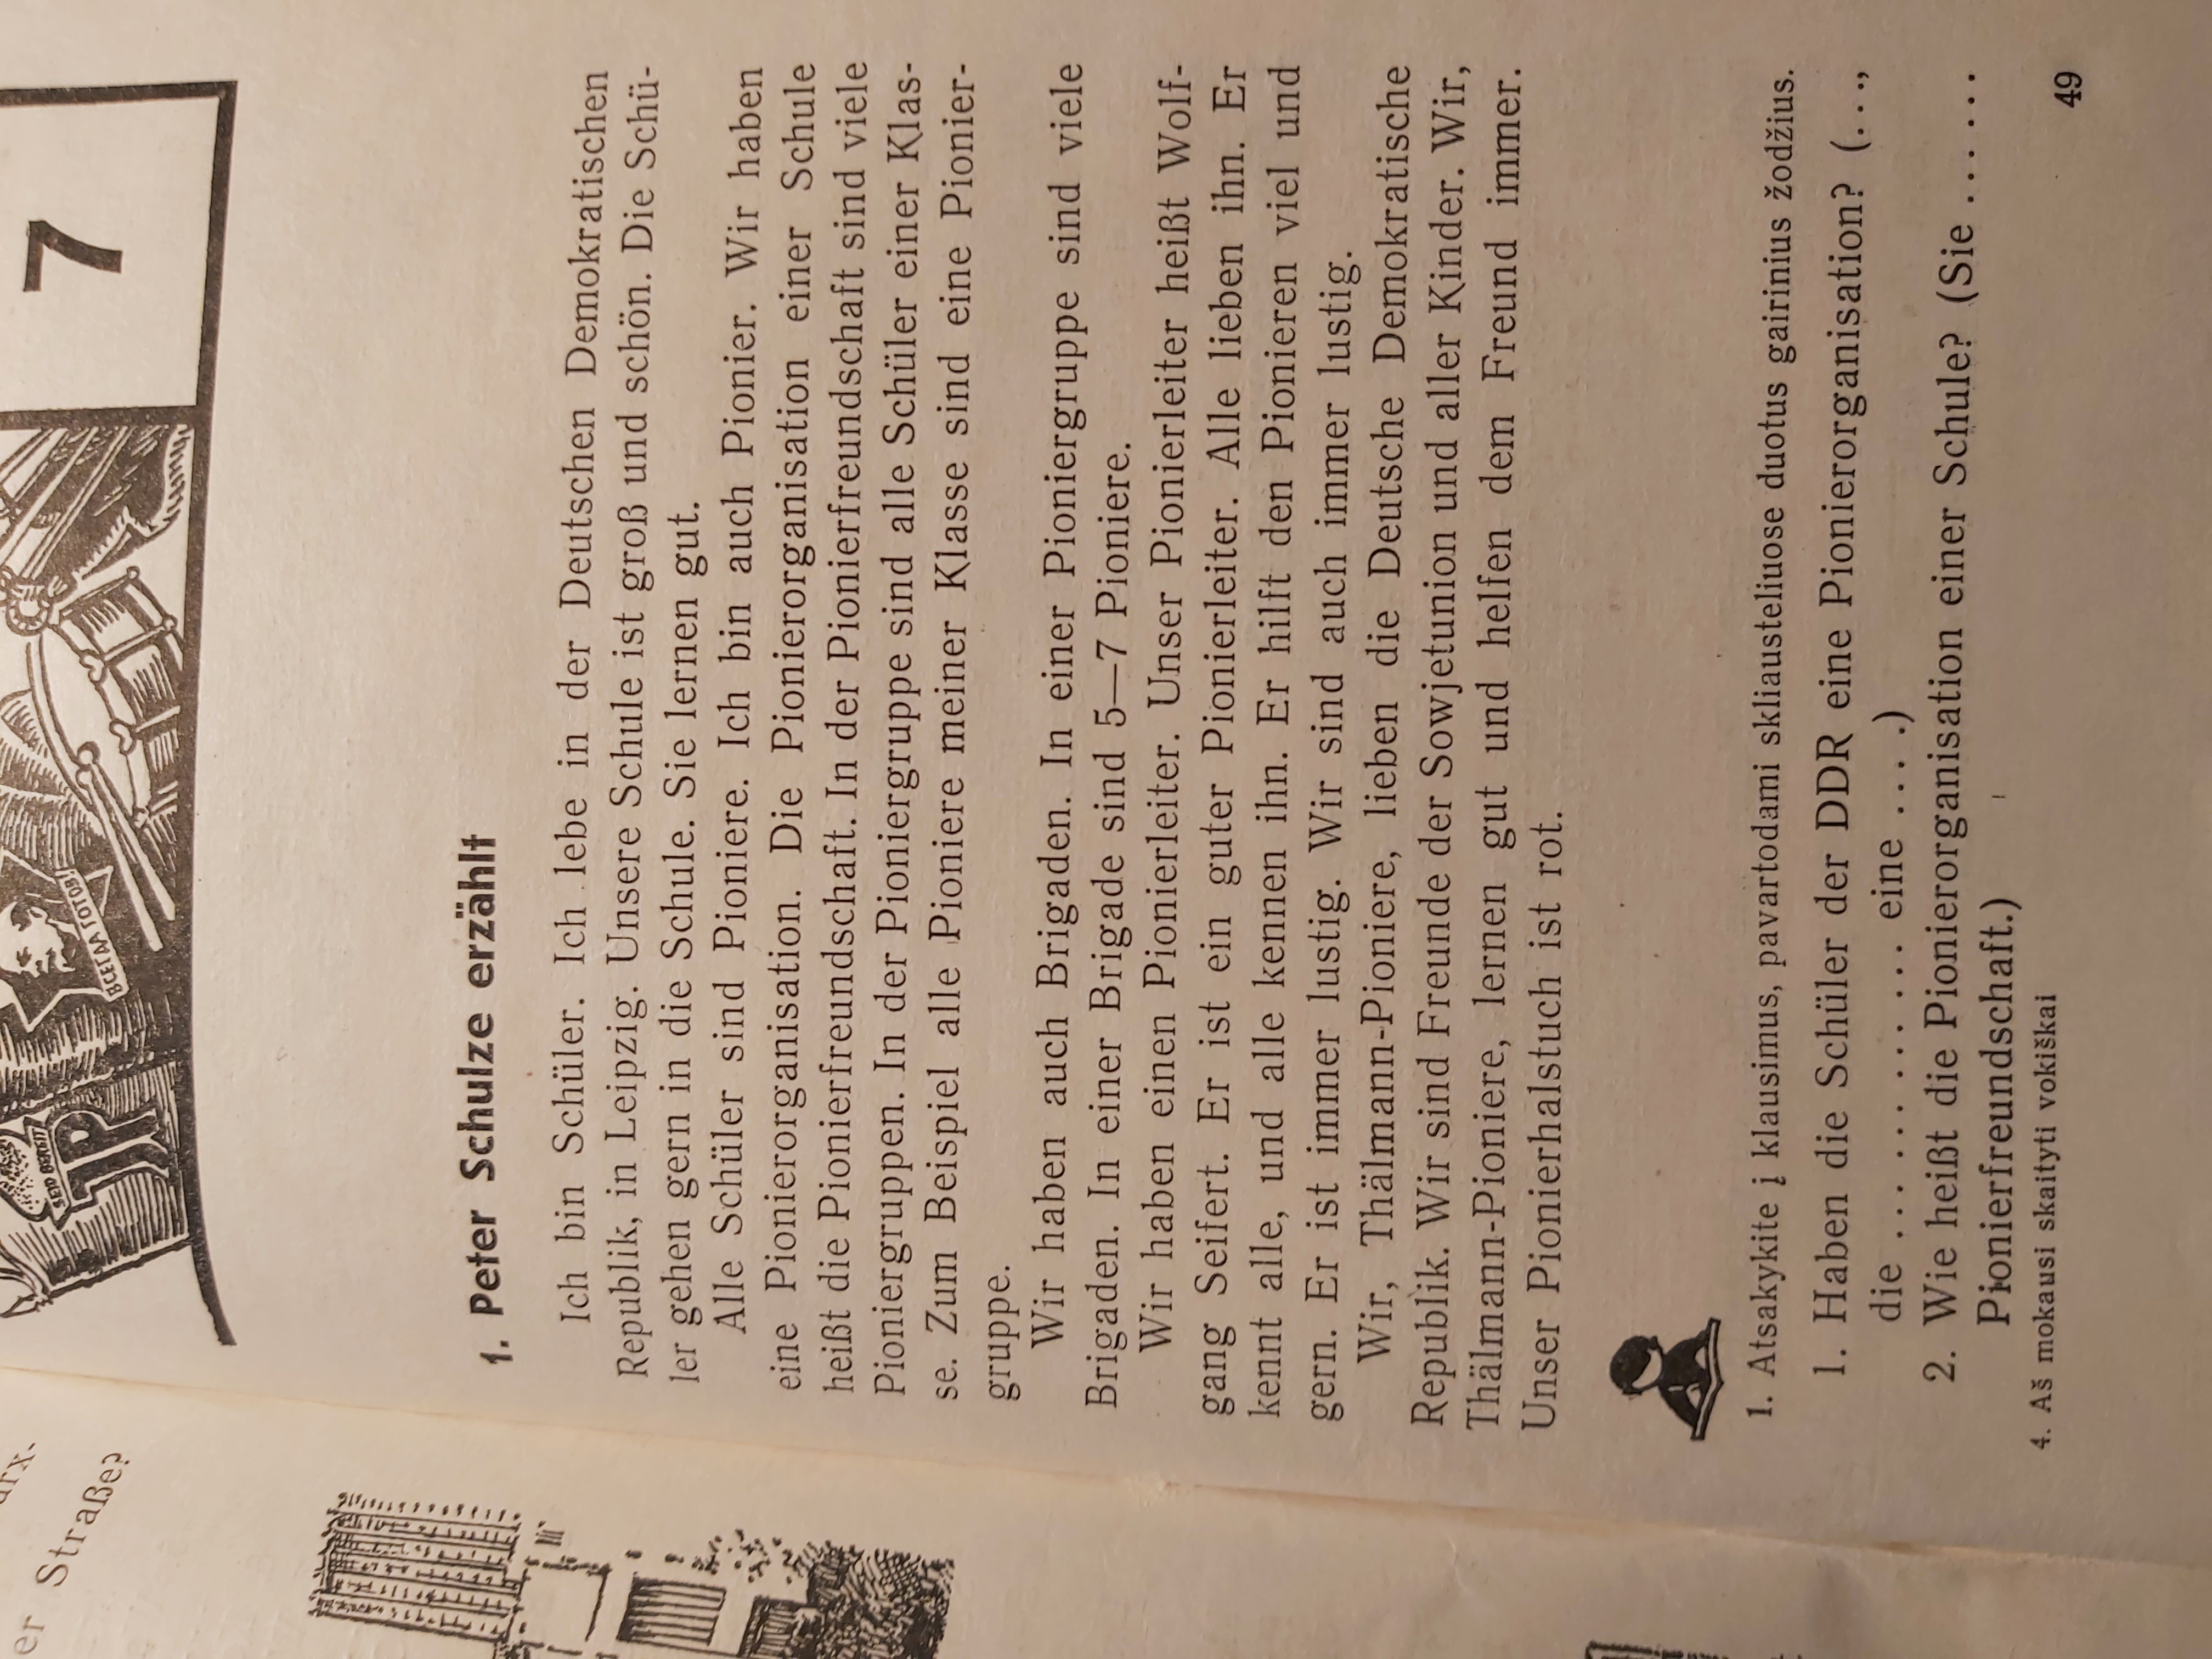 er Straße?
7
SEID BEREIT
JP
ВСЕГДА ГОТОВ!
1. Peter Schulze erzählt
Ich bin Schüler. Ich lebe in der Deutschen Demokratischen
Republik, in Leipzig. Unsere Schule ist groß und schön. Die Schü-
ler gehen gern in die Schule. Sie lernen gut.
Alle Schüler sind Pioniere. Ich bin auch Pionier. Wir haben
eine Pionierorganisation. Die Pionierorganisation einer Schule
heißt die Pionierfreundschaft. In der Pionierfreundschaft sind viele
Pioniergruppen. In der Pioniergruppe sind alle Schüler einer Klas-
se. Zum Beispiel alle Pioniere meiner Klasse sind eine Pionier-
gruppe.
Wir haben auch Brigaden. In einer Pioniergruppe sind viele
Brigaden. In einer Brigade sind 5—7 Pioniere.
Wir haben einen Pionierleiter. Unser Pionierleiter heißt Wolf-
gang Seifert. Er ist ein guter Pionierleiter. Alle lieben ihn. Er
kennt alle, und alle kennen ihn. Er hilft den Pionieren viel und
gern. Er ist immer lustig. Wir sind auch immer lustig.
Wir, Thälmann-Pioniere, lieben die Deutsche Demokratische
Republik. Wir sind Freunde der Sowjetunion und aller Kinder. Wir,
Thälmann-Pioniere, lernen gut und helfen dem Freund immer.
Unser Pionierhalstuch ist rot.
1. Atsakykite į klausimus, pavartodami skliausteliuose duotus gairinius žodžius.
1. Haben die Schüler der DDR eine Pionierorganisation? (. . .,
die . . . . . . . . . . . . eine . . . .)
2. Wie heißt die Pionierorganisation einer Schule? (Sie . . . . . . .
Pionierfreundschaft.)
4. Aš mokausi skaityti vokiškai
49